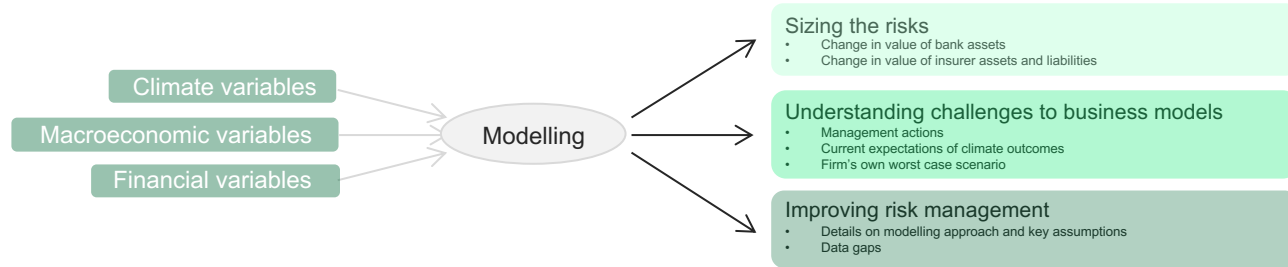 Climate variables
Macroeconomic variables
Financial variables
Modelling
Sizing the risks
• Change in value of bank assets
• Change in value of insurer assets and liabilities
Understanding challenges to business models
• Management actions
• Current expectations of climate outcomes
• Firm's own worst case scenario
Improving risk management
• Details on modelling approach and key assumptions
• Data gaps